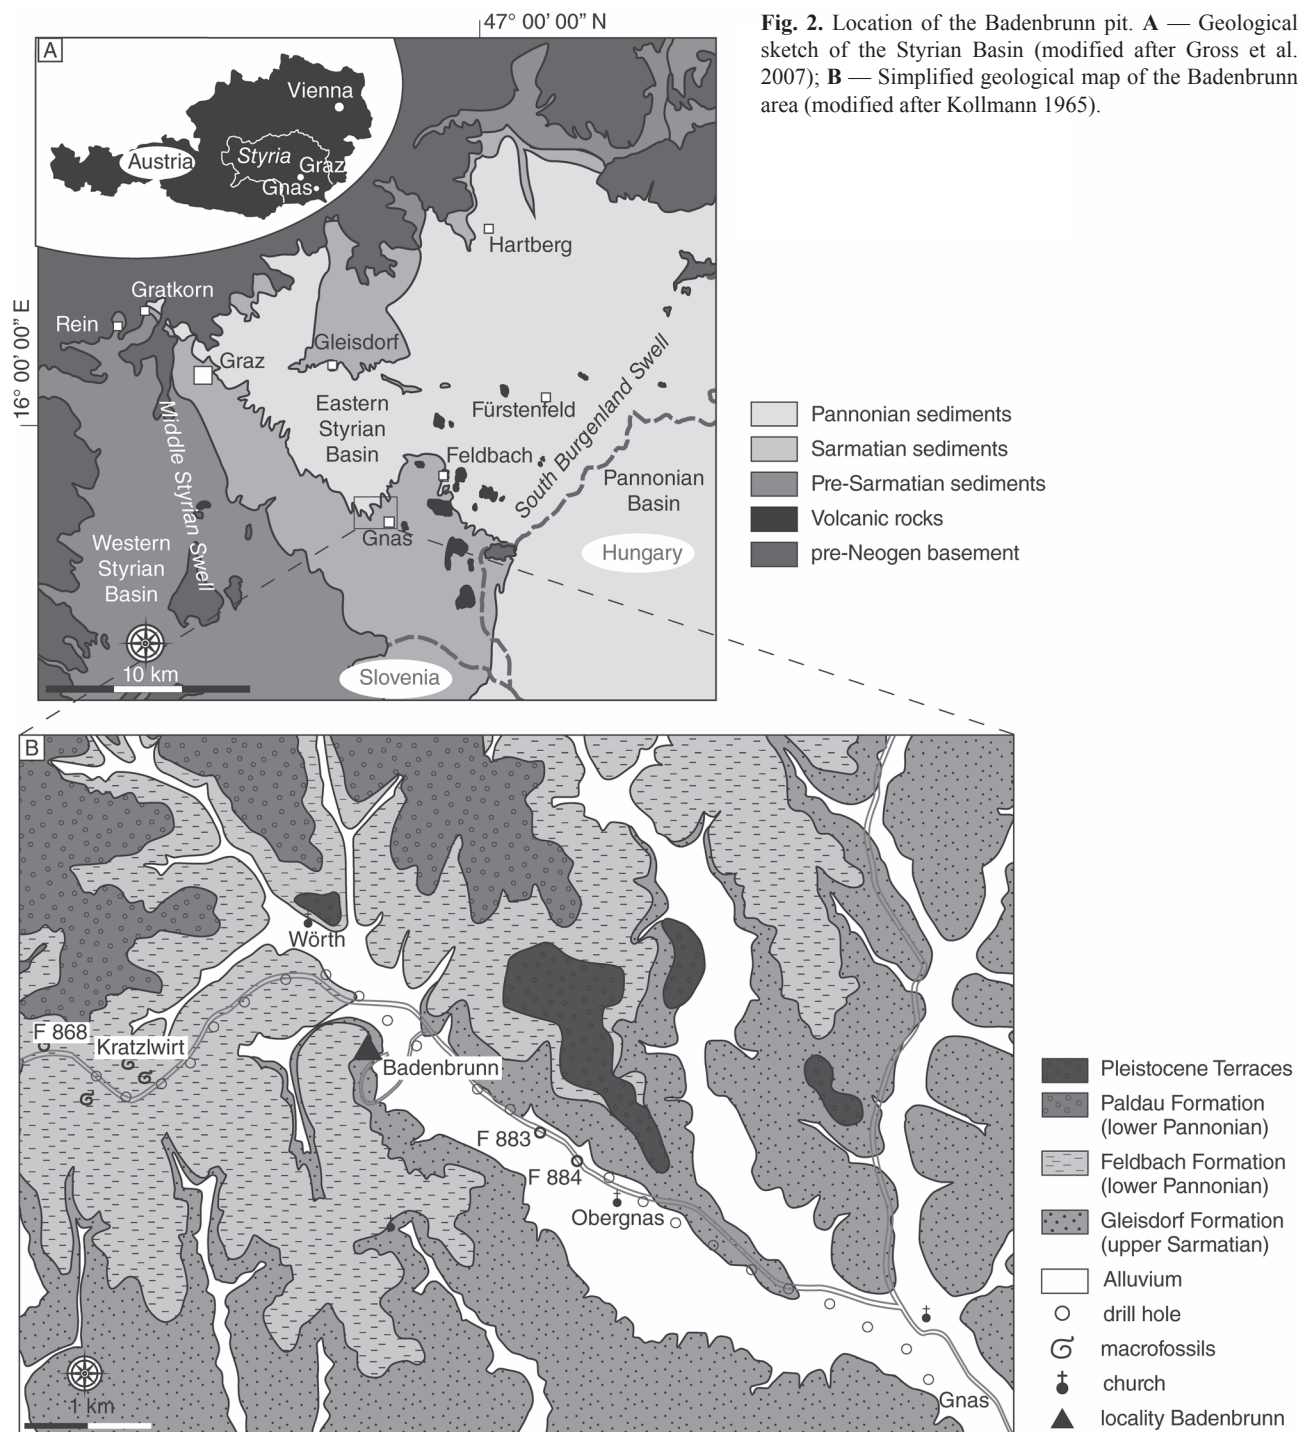 47° 00’ 00” N
Fig. 2. Location of the Badenbrunn pit. A — Geological
sketch of the Styrian Basin (modified after Gross et al.
2007); B — Simplified geological map of the Badenbrunn
area (modified after Kollmann 1965).
A
Vienna
Austria
Styria
Graz
Gnas
Hartberg
16° 00’ 00” E
Gratkorn
Rein
Graz
Gleisdorf
Eastern
Styrian
Basin
Fürstenfeld
Feldbach
South Burgenland Swell
Middle Styrian Swell
Pannonian
Basin
Gnas
Hungary
Western
Styrian
Basin
10 km
Slovenia
Pannonian sediments
Sarmatian sediments
Pre-Sarmatian sediments
Volcanic rocks
pre-Neogen basement
B
Wörth
F 868
Kratzlwirt
Badenbrunn
F 883
F 884
Obergnas
Gnas
1 km
Pleistocene Terraces
Paldau Formation
(lower Pannonian)
Feldbach Formation
(lower Pannonian)
Gleisdorf Formation
(upper Sarmatian)
Alluvium
drill hole
macrofossils
church
locality Badenbrunn